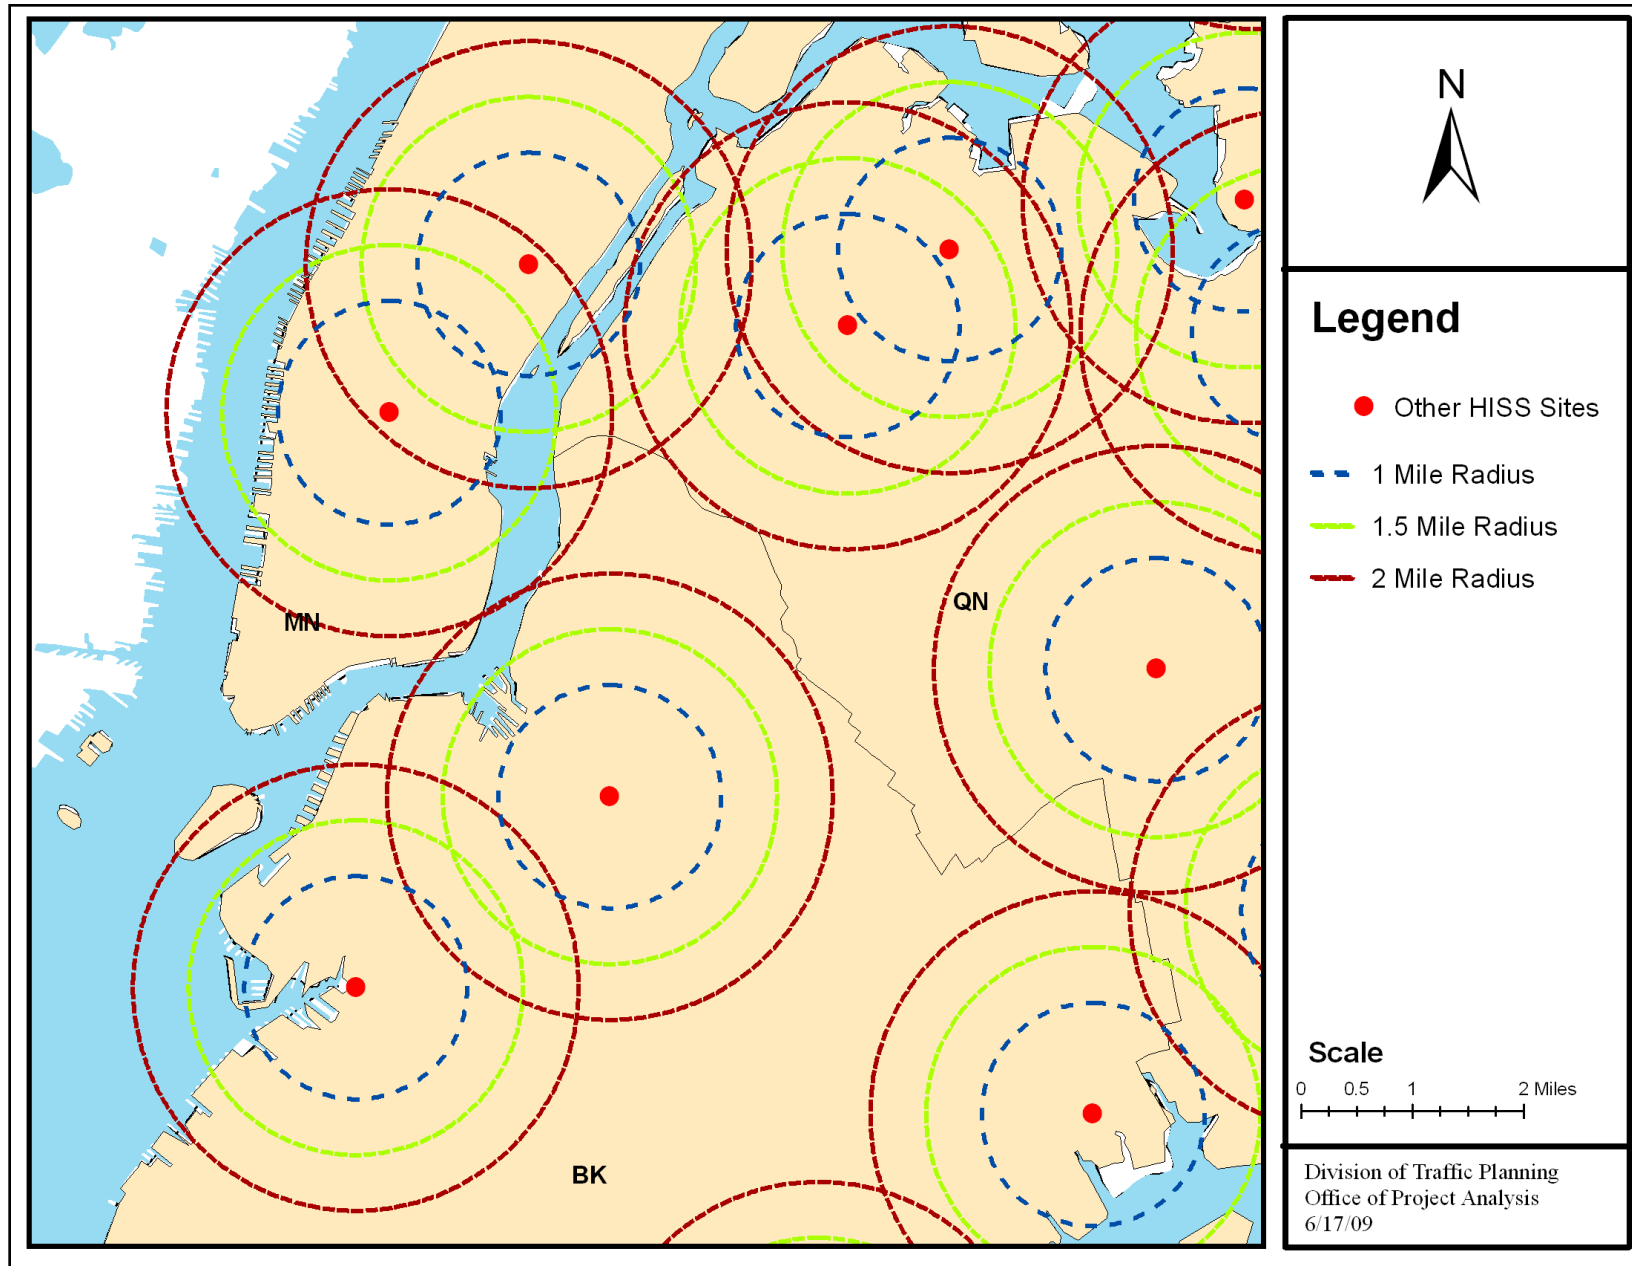 N
Legend
Other HISS Sites
1 Mile Radius
1.5 Mile Radius
2 Mile Radius
MN
QN
BK
Scale
0 0.5 1 2 Miles
Division of Traffic Planning
Office of Project Analysis
6/17/09